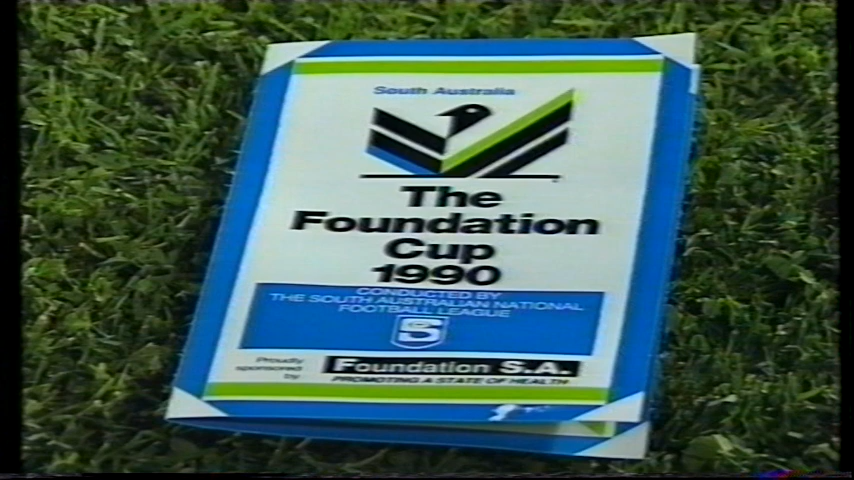 South Australia
The
Foundation
Cup
1990
CONDUCTED BY
THE SOUTH AUSTRALIAN NATIONAL
FOOTBALL LEAGUE
S
Proudly
sponsored
by
Foundation S.A.
PROMOTING A STATE OF HEALTH